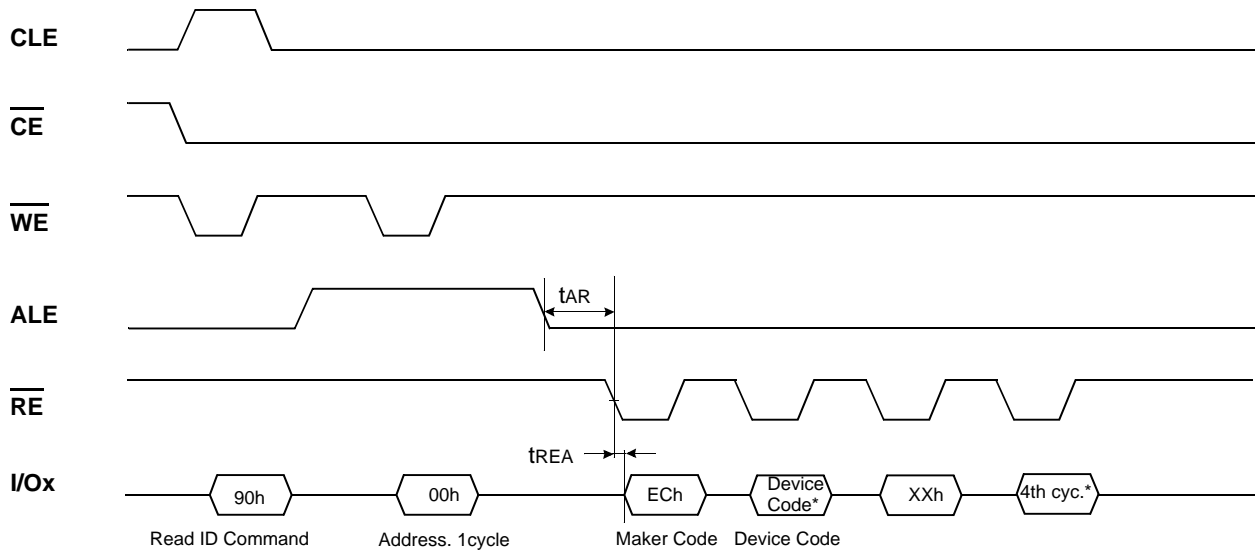 CLE
CE
WE
ALE
tAR
RE
tREA
I/Ox
90h
00h
ECh
Device
Code*
XXh
4th cyc.*
Read ID Command
Address. 1cycle
Maker Code
Device Code